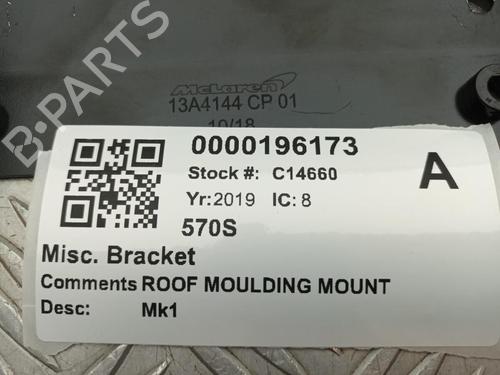 McLaren
13A4144 CP 01
10/18
B-PARTS
0000196173
Stock #: C14660
A
Yr:2019 IC:8
570S
Misc. Bracket
Comments ROOF MOULDING MOUNT
Desc: Mk1